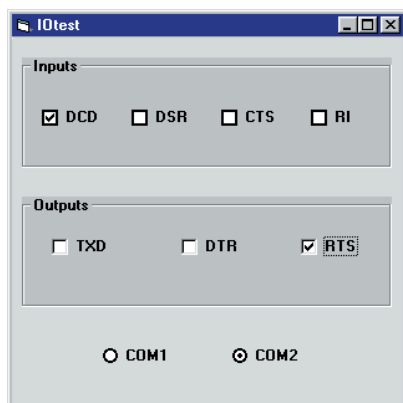 IOtest
Inputs
DCD DSR CTS RI
Outputs
TXD DTR RTS
COM1 COM2